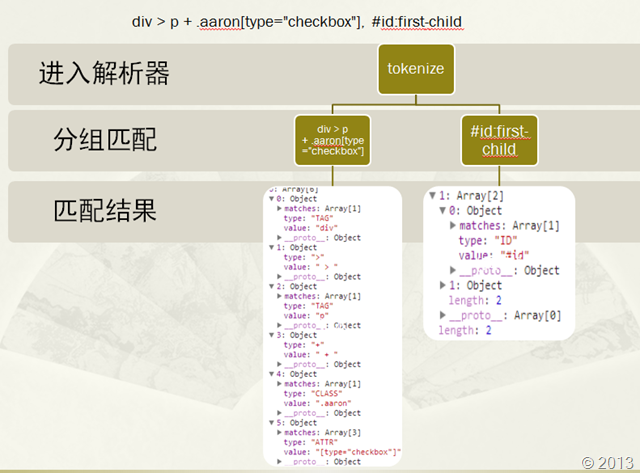 div > p + .aaron[type="checkbox"], #id:first-child
进入解析器
tokenize
分组匹配
div > p
+ .aaron[type
="checkbox"]
#id:first-
child
匹配结果
0: Array[6]
▼0: Object
▶matches: Array[1]
type: "TAG"
value: "div"
▶__proto__: Object
▼1: Object
type: ">"
value: " > "
▶__proto__: Object
▼2: Object
▶matches: Array[1]
type: "TAG"
value: "p"
▶__proto__: Object
▼3: Object
type: "+"
value: " + "
▶__proto__: Object
▼4: Object
▶matches: Array[1]
type: "CLASS"
value: ".aaron"
▶__proto__: Object
▼5: Object
▶matches: Array[3]
type: "ATTR"
value: "[type="checkbox"]"
▶__proto__: Object
▼1: Array[2]
▼0: Object
▶matches: Array[1]
type: "ID"
value: "#id"
▶__proto__: Object
▶1: Object
length: 2
▶__proto__: Array[0]
length: 2
© 2013